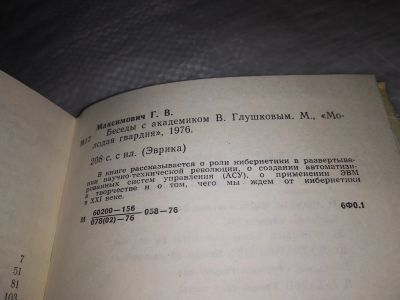 Максимович Г. В.
М17 Беседы с академиком В. Глушковым. М., «Мо-
лодая гвардия», 1976.
208 с. с ил. (Эврика)
В книге рассказывается о роли кибернетики в развертыва-
нии научно-технической революции, о создании автоматизи-
рованных систем управления (АСУ), о применении ЭВМ
в творчестве и о том, чего мы ждем от кибернетики
в XXI веке.
М 60200—156
078(02)—76 058—76
6Ф0.1
7
51
81
103